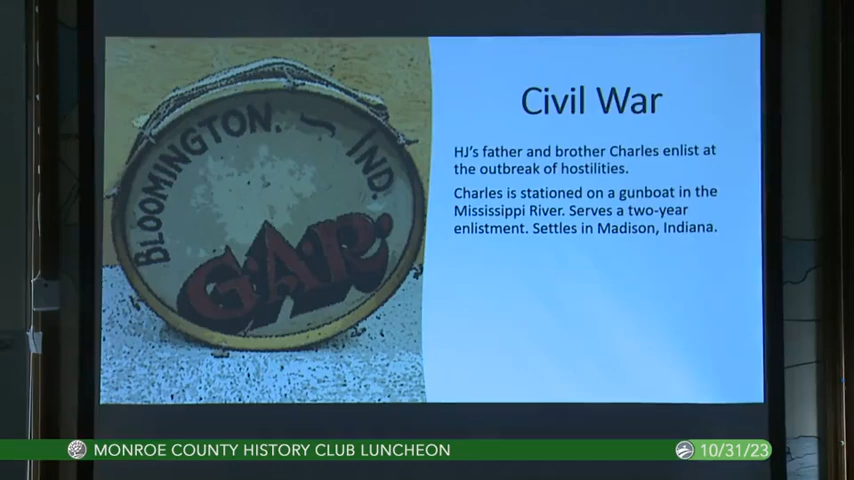 BLOOMINGTON. IND.
G.A.R.
Civil War
HJ's father and brother Charles enlist at
the outbreak of hostilities.
Charles is stationed on a gunboat in the
Mississippi River. Serves a two-year
enlistment. Settles in Madison, Indiana.
MONROE COUNTY HISTORY CLUB LUNCHEON
10/31/23